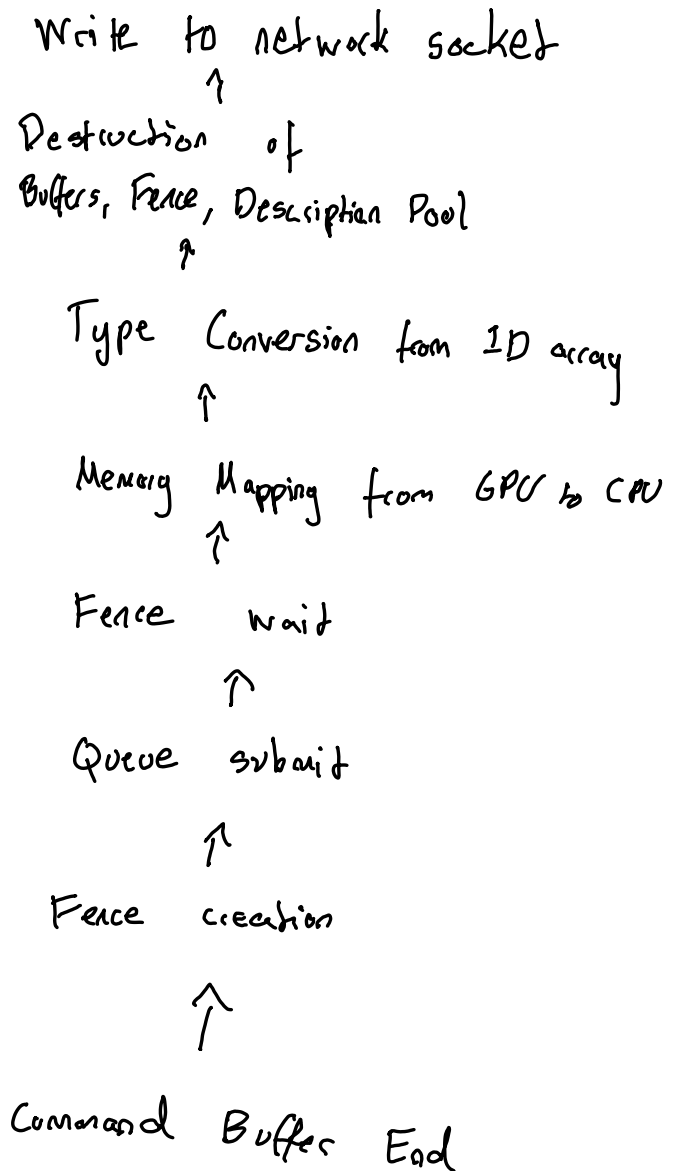 Write to network socket
↑
Destruction of
Buffers, Fence, Description Pool
↑
Type Conversion from 1D array
↑
Memory Mapping from GPU to CPU
↑
Fence wait
↑
Queue submit
↑
Fence creation
↑
Command Buffer End